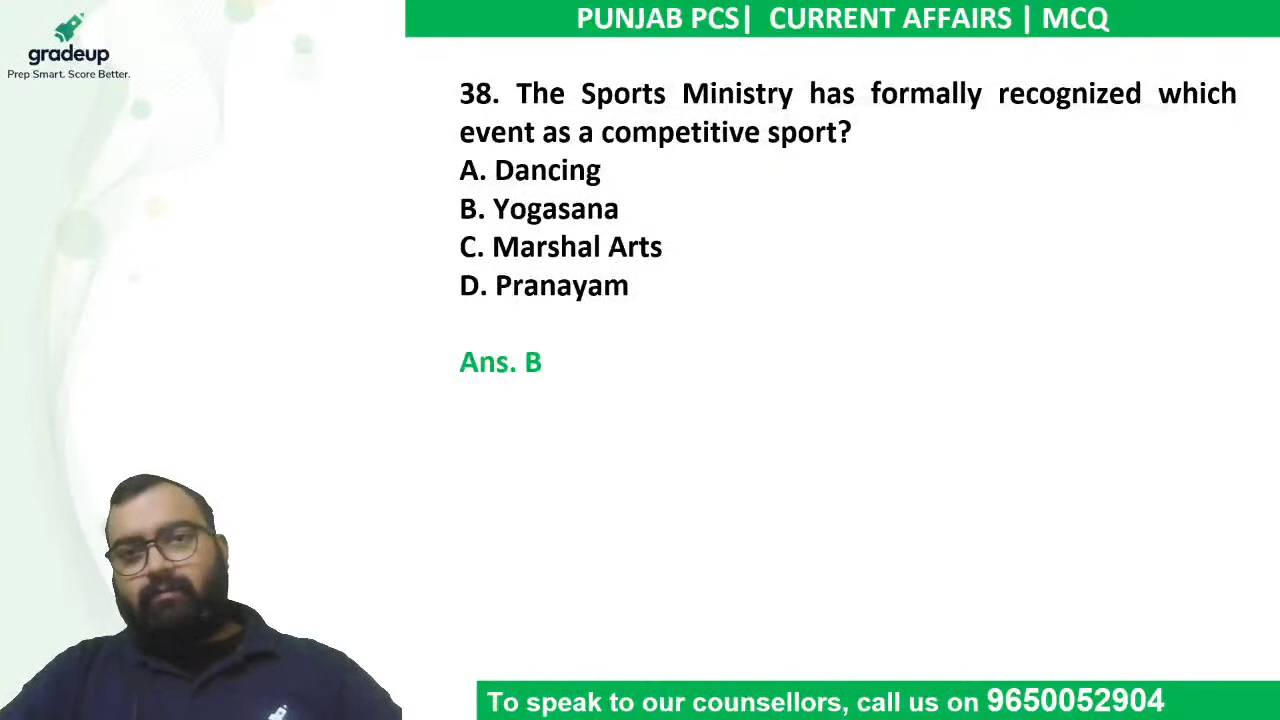 PUNJAB PCS| CURRENT AFFAIRS | MCQ
gradeup
Prep Smart. Score Better.
38. The Sports Ministry has formally recognized which
event as a competitive sport?
A. Dancing
B. Yogasana
C. Marshal Arts
D. Pranayam
Ans. B
To speak to our counsellors, call us on 9650052904